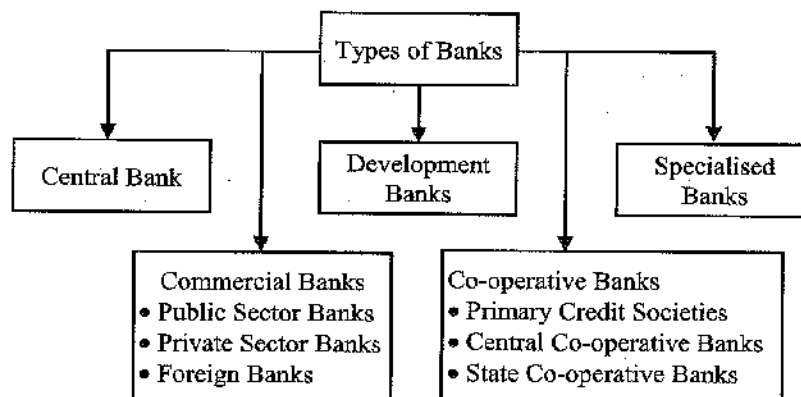 Types of Banks
Central Bank
Development
Banks
Specialised
Banks
Commercial Banks
• Public Sector Banks
• Private Sector Banks
• Foreign Banks
Co-operative Banks
• Primary Credit Societies
• Central Co-operative Banks
• State Co-operative Banks